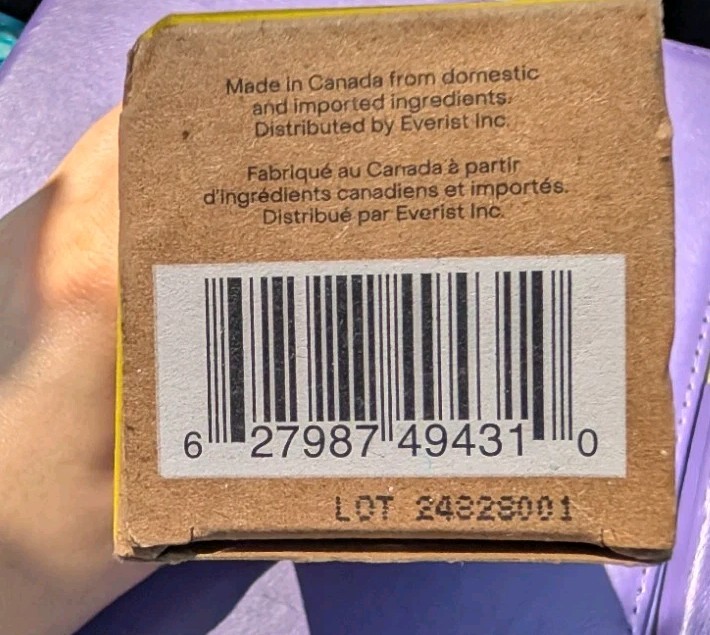 Made in Canada from domestic
and imported ingredients.
Distributed by Everist Inc.
Fabriqué au Canada à partir
d'ingrédients canadiens et importés.
Distribué par Everist Inc.
6 27987 49431 0
LOT 24828001